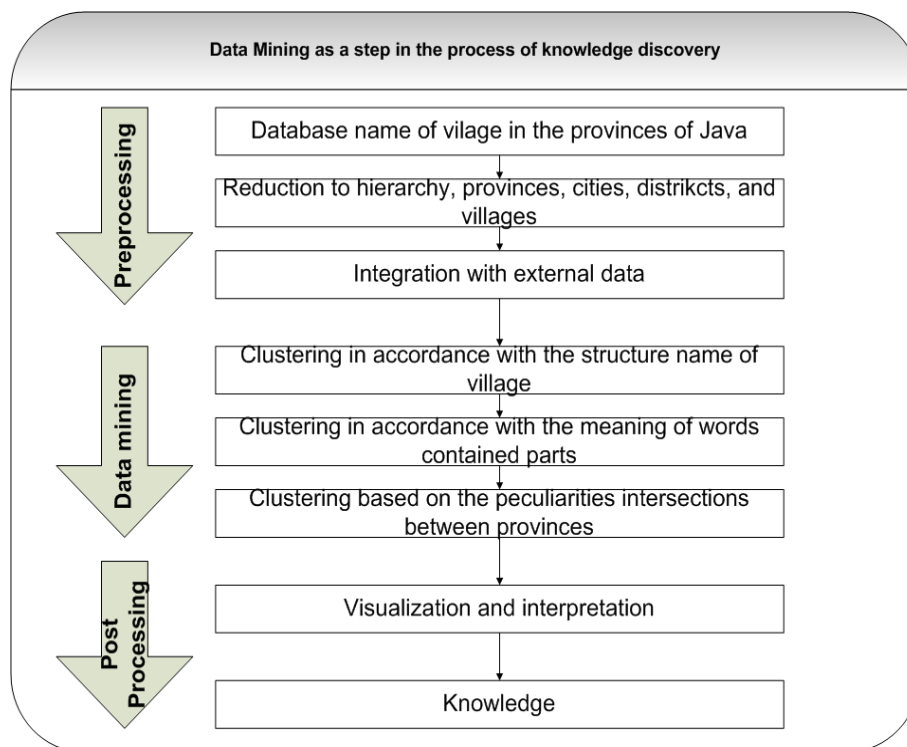 Data Mining as a step in the process of knowledge discovery
Preprocessing
Database name of vilage in the provinces of Java
Reduction to hierarchy, provinces, cities, distrikcts, and
villages
Integration with external data
Data mining
Clustering in accordance with the structure name of
village
Clustering in accordance with the meaning of words
contained parts
Clustering based on the peculiarities intersections
between provinces
Post
Processing
Visualization and interpretation
Knowledge